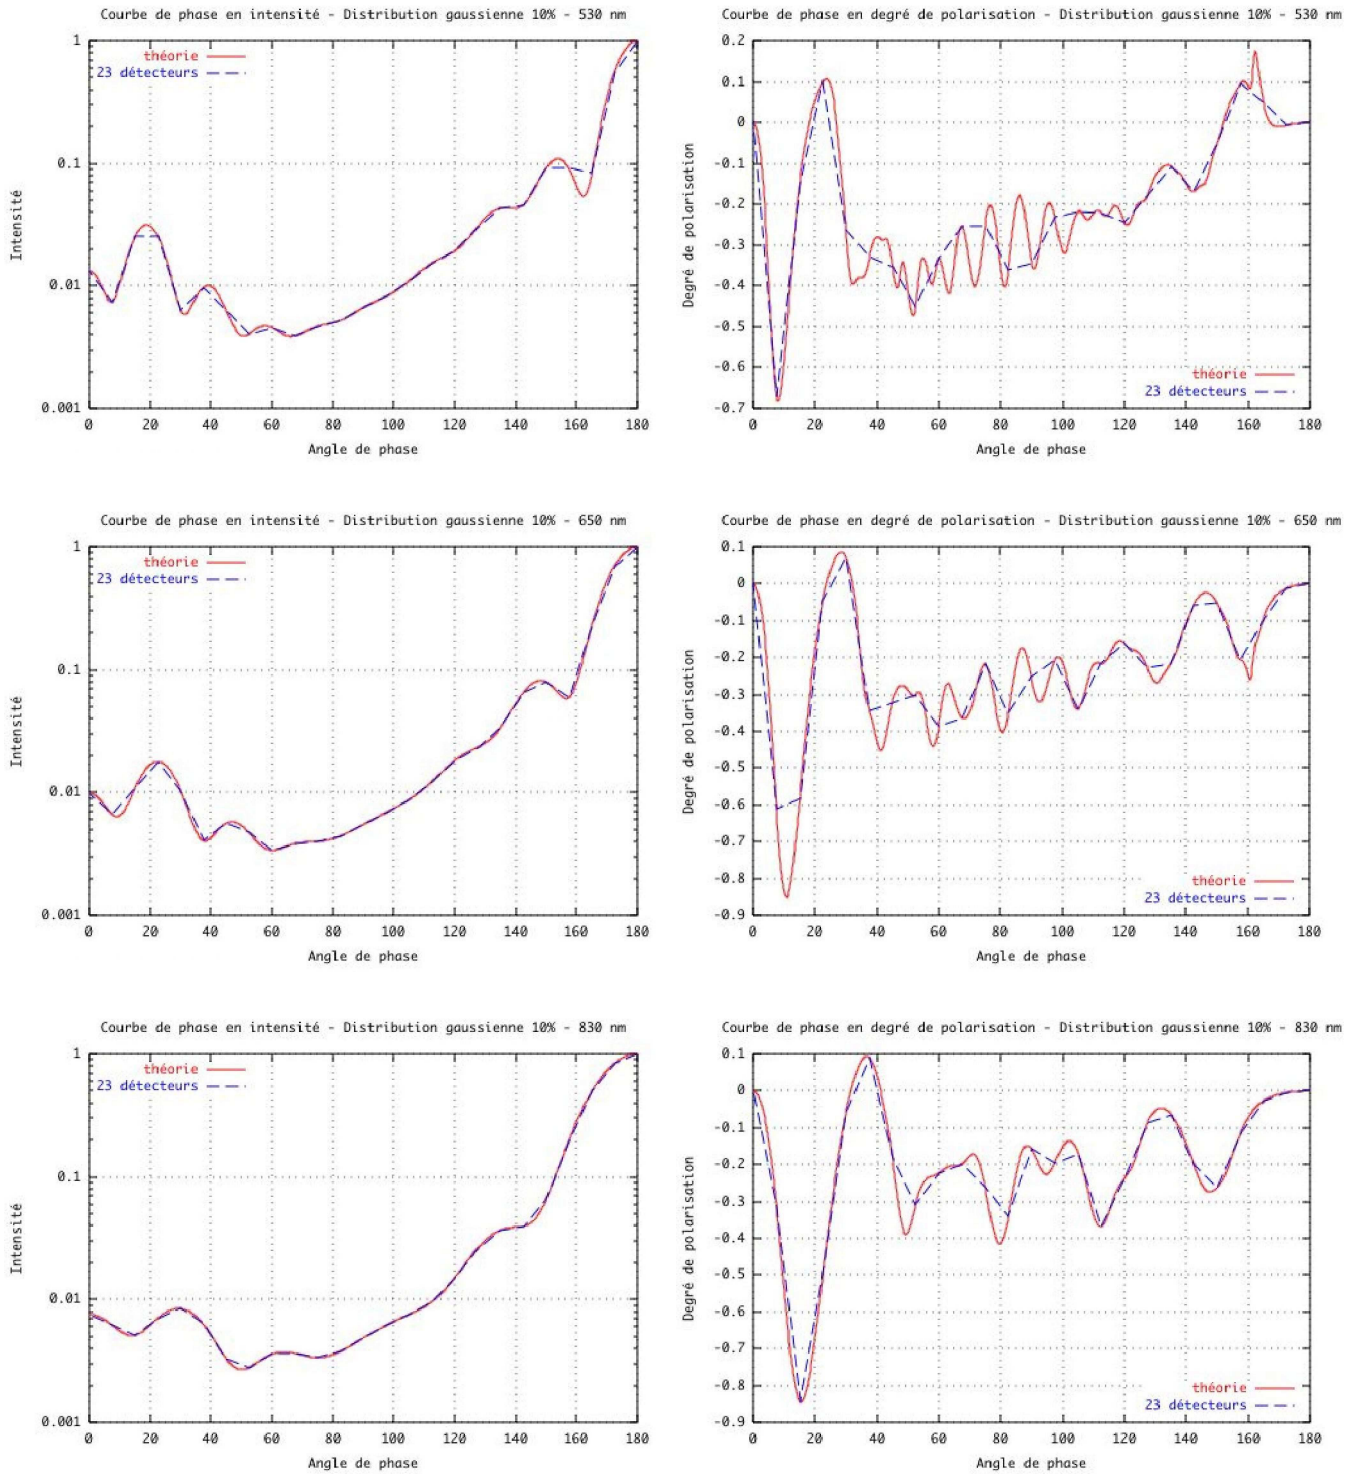 Courbe de phase en intensité - Distribution gaussienne 10% - 530 nm
1
0.1
0.01
0.001
Intensité
théorie
23 détecteurs
0 20 40 60 80 100 120 140 160 180
Angle de phase
Courbe de phase en degré de polarisation - Distribution gaussienne 10% - 530 nm
0.2
0.1
0
-0.1
-0.2
-0.3
-0.4
-0.5
-0.6
-0.7
Degré de polarisation
théorie
23 détecteurs
0 20 40 60 80 100 120 140 160 180
Angle de phase
Courbe de phase en intensité - Distribution gaussienne 10% - 650 nm
1
0.1
0.01
0.001
Intensité
théorie
23 détecteurs
0 20 40 60 80 100 120 140 160 180
Angle de phase
Courbe de phase en degré de polarisation - Distribution gaussienne 10% - 650 nm
0.1
0
-0.1
-0.2
-0.3
-0.4
-0.5
-0.6
-0.7
-0.8
-0.9
Degré de polarisation
théorie
23 détecteurs
0 20 40 60 80 100 120 140 160 180
Angle de phase
Courbe de phase en intensité - Distribution gaussienne 10% - 830 nm
1
0.1
0.01
0.001
Intensité
théorie
23 détecteurs
0 20 40 60 80 100 120 140 160 180
Angle de phase
Courbe de phase en degré de polarisation - Distribution gaussienne 10% - 830 nm
0.1
0
-0.1
-0.2
-0.3
-0.4
-0.5
-0.6
-0.7
-0.8
-0.9
Degré de polarisation
théorie
23 détecteurs
0 20 40 60 80 100 120 140 160 180
Angle de phase